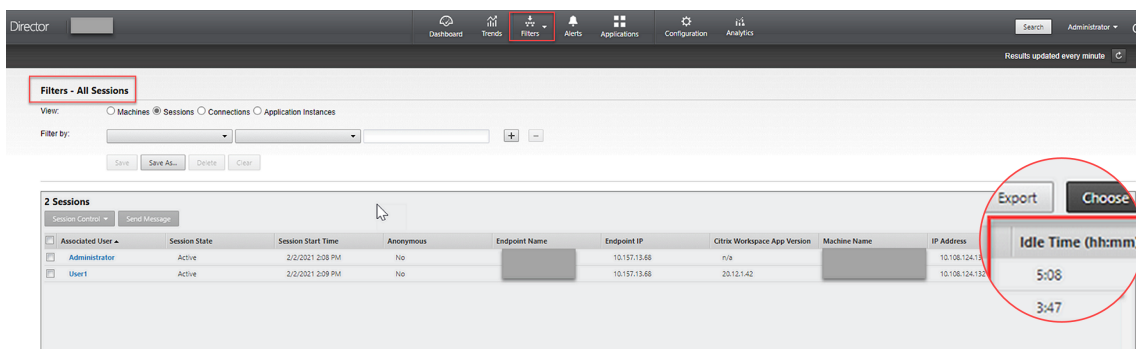 Director
Dashboard Trends Filters Alerts Applications Configuration Analytics
Search Administrator
Results updated every minute
Filters - All Sessions
View: Machines Sessions Connections Application Instances
Filter by:
Save Save As... Delete Clear
2 Sessions
Session Control Send Message
Export Choose
Associated User Session State Session Start Time Anonymous Endpoint Name Endpoint IP Citrix Workspace App Version Machine Name IP Address Idle Time (hh:mm)
Administrator Active 2/2/2021 2:08 PM No 10.157.13.68 n/a 5:08
User1 Active 2/2/2021 2:09 PM No 10.157.13.68 20.12.1.42 10.108.124.132 3:47